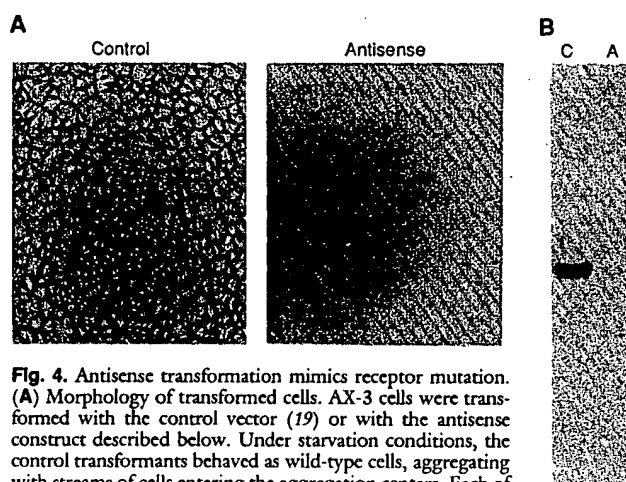 A
B
Control
Antisense
C A
Fig. 4. Antisense transformation mimics receptor mutation.
(A) Morphology of transformed cells. AX-3 cells were trans-
formed with the control vector (19) or with the antisense
construct described below. Under starvation conditions, the
control transformants behaved as wild-type cells, aggregating
with streams of cells entering the aggregation centers. Each of